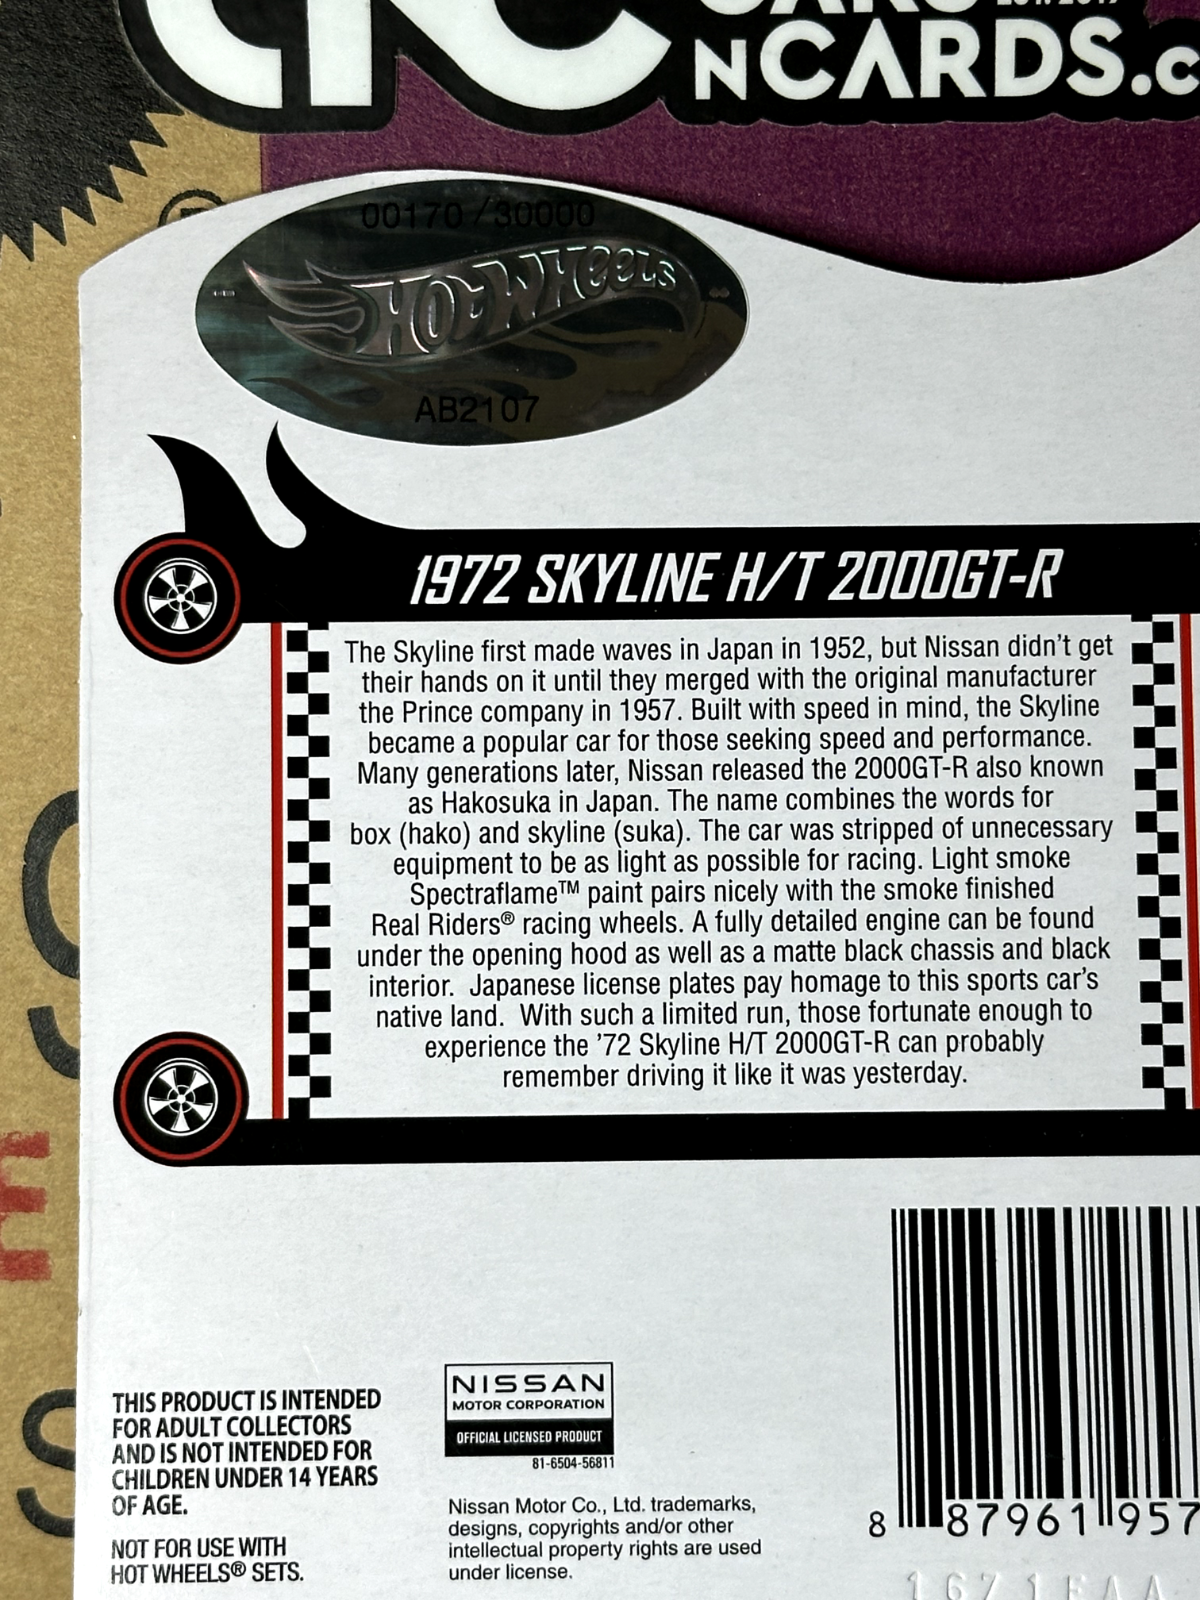 NCARDS.c
®
00170/30000
HOT WHEELS
AB2107
1972 SKYLINE H/T 2000GT-R
The Skyline first made waves in Japan in 1952, but Nissan didn't get
their hands on it until they merged with the original manufacturer
the Prince company in 1957. Built with speed in mind, the Skyline
became a popular car for those seeking speed and performance.
Many generations later, Nissan released the 2000GT-R also known
as Hakosuka in Japan. The name combines the words for
box (hako) and skyline (suka). The car was stripped of unnecessary
equipment to be as light as possible for racing. Light smoke
Spectraflame™ paint pairs nicely with the smoke finished
Real Riders® racing wheels. A fully detailed engine can be found
under the opening hood as well as a matte black chassis and black
interior. Japanese license plates pay homage to this sports car's
native land. With such a limited run, those fortunate enough to
experience the '72 Skyline H/T 2000GT-R can probably
remember driving it like it was yesterday.
THIS PRODUCT IS INTENDED
FOR ADULT COLLECTORS
AND IS NOT INTENDED FOR
CHILDREN UNDER 14 YEARS
OF AGE.
NOT FOR USE WITH
HOT WHEELS® SETS.
NISSAN
MOTOR CORPORATION
OFFICIAL LICENSED PRODUCT
81-6504-56811
Nissan Motor Co., Ltd. trademarks,
designs, copyrights and/or other
intellectual property rights are used
under license.
8 87961 957